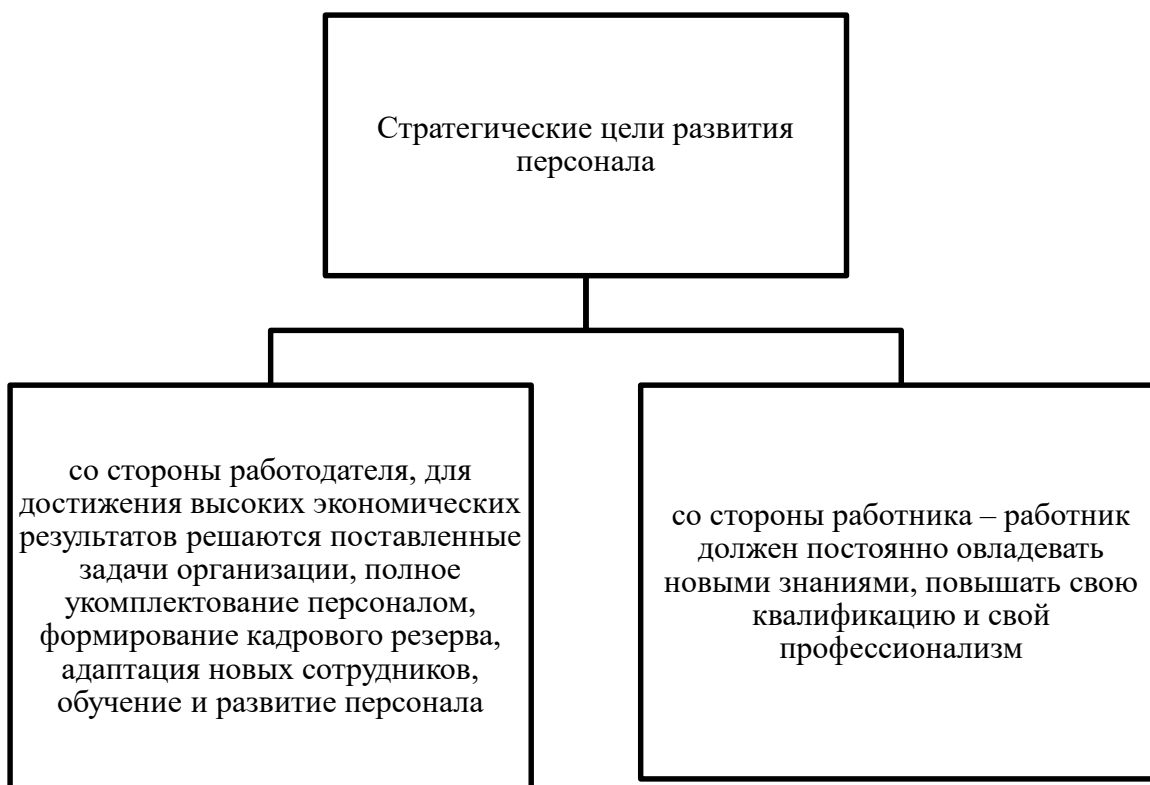 Стратегические цели развития
персонала
со стороны работодателя, для
достижения высоких экономических
результатов решаются поставленные
задачи организации, полное
укомплектование персоналом,
формирование кадрового резерва,
адаптация новых сотрудников,
обучение и развитие персонала
со стороны работника – работник
должен постоянно овладевать
новыми знаниями, повышать свою
квалификацию и свой
профессионализм